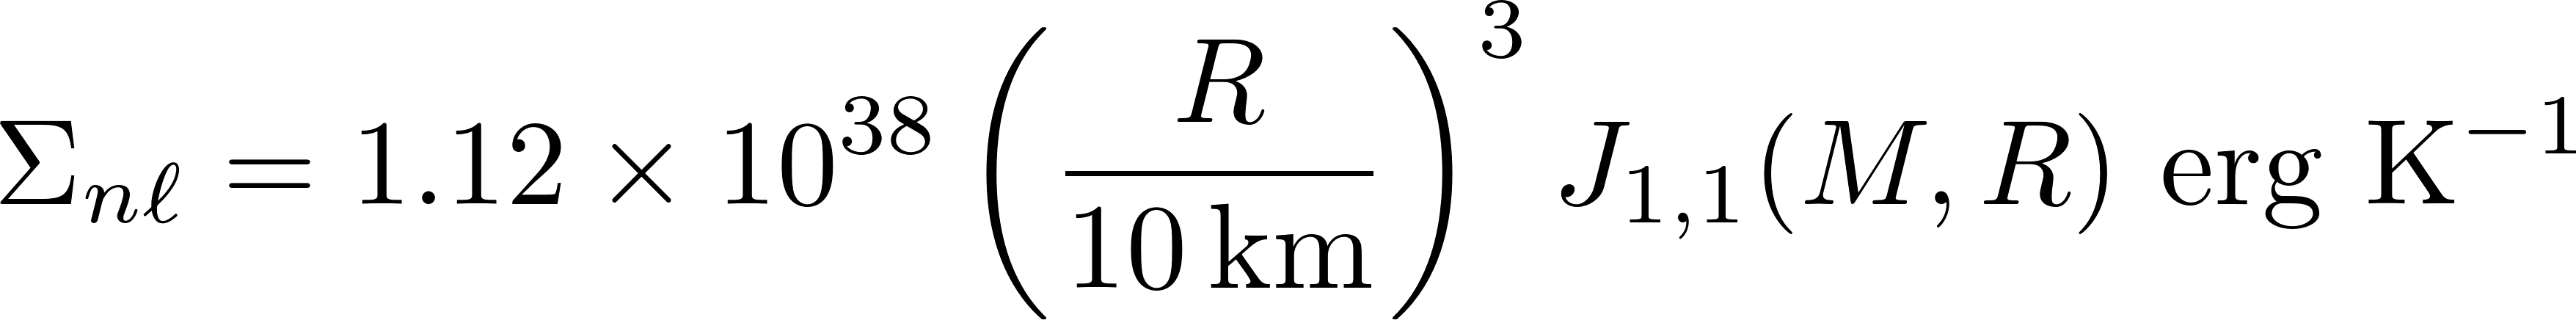 Σ_{nℓ} = 1.12 × 10^{38} (R / 10 km)^3 J_{1,1}(M, R) erg K^{−1}